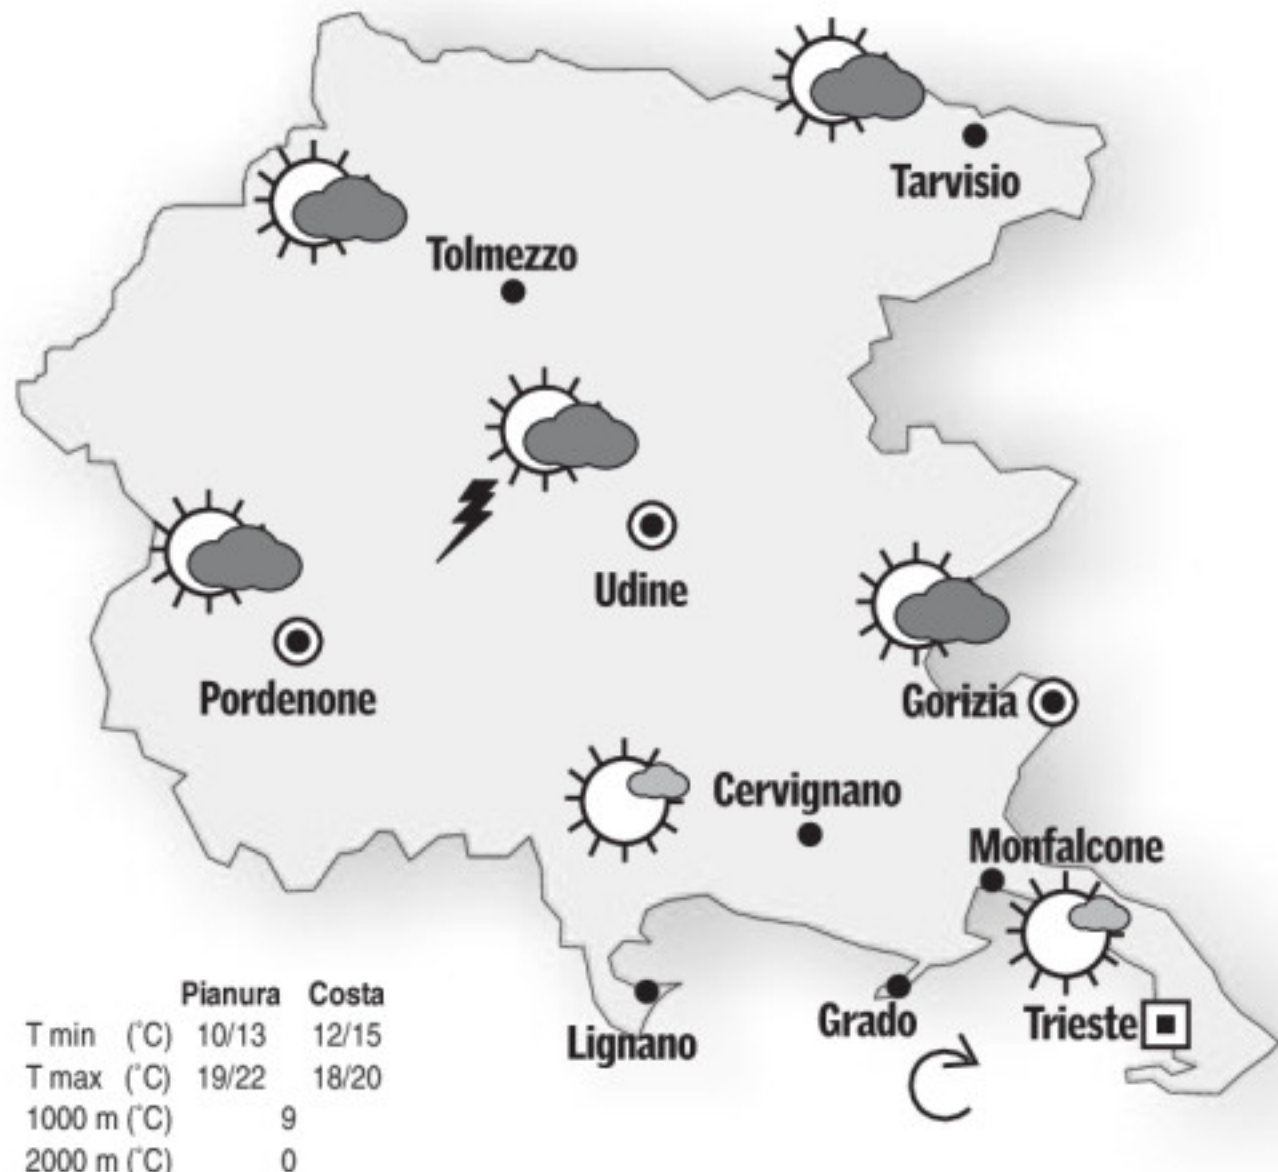 Tarvisio
Tolmezzo
Udine
Pordenone
Gorizia
Cervignano
Monfalcone
Lignano
Grado
Trieste
Pianura Costa
T min (°C) 10/13 12/15
T max (°C) 19/22 18/20
1000 m (°C) 9
2000 m (°C) 0